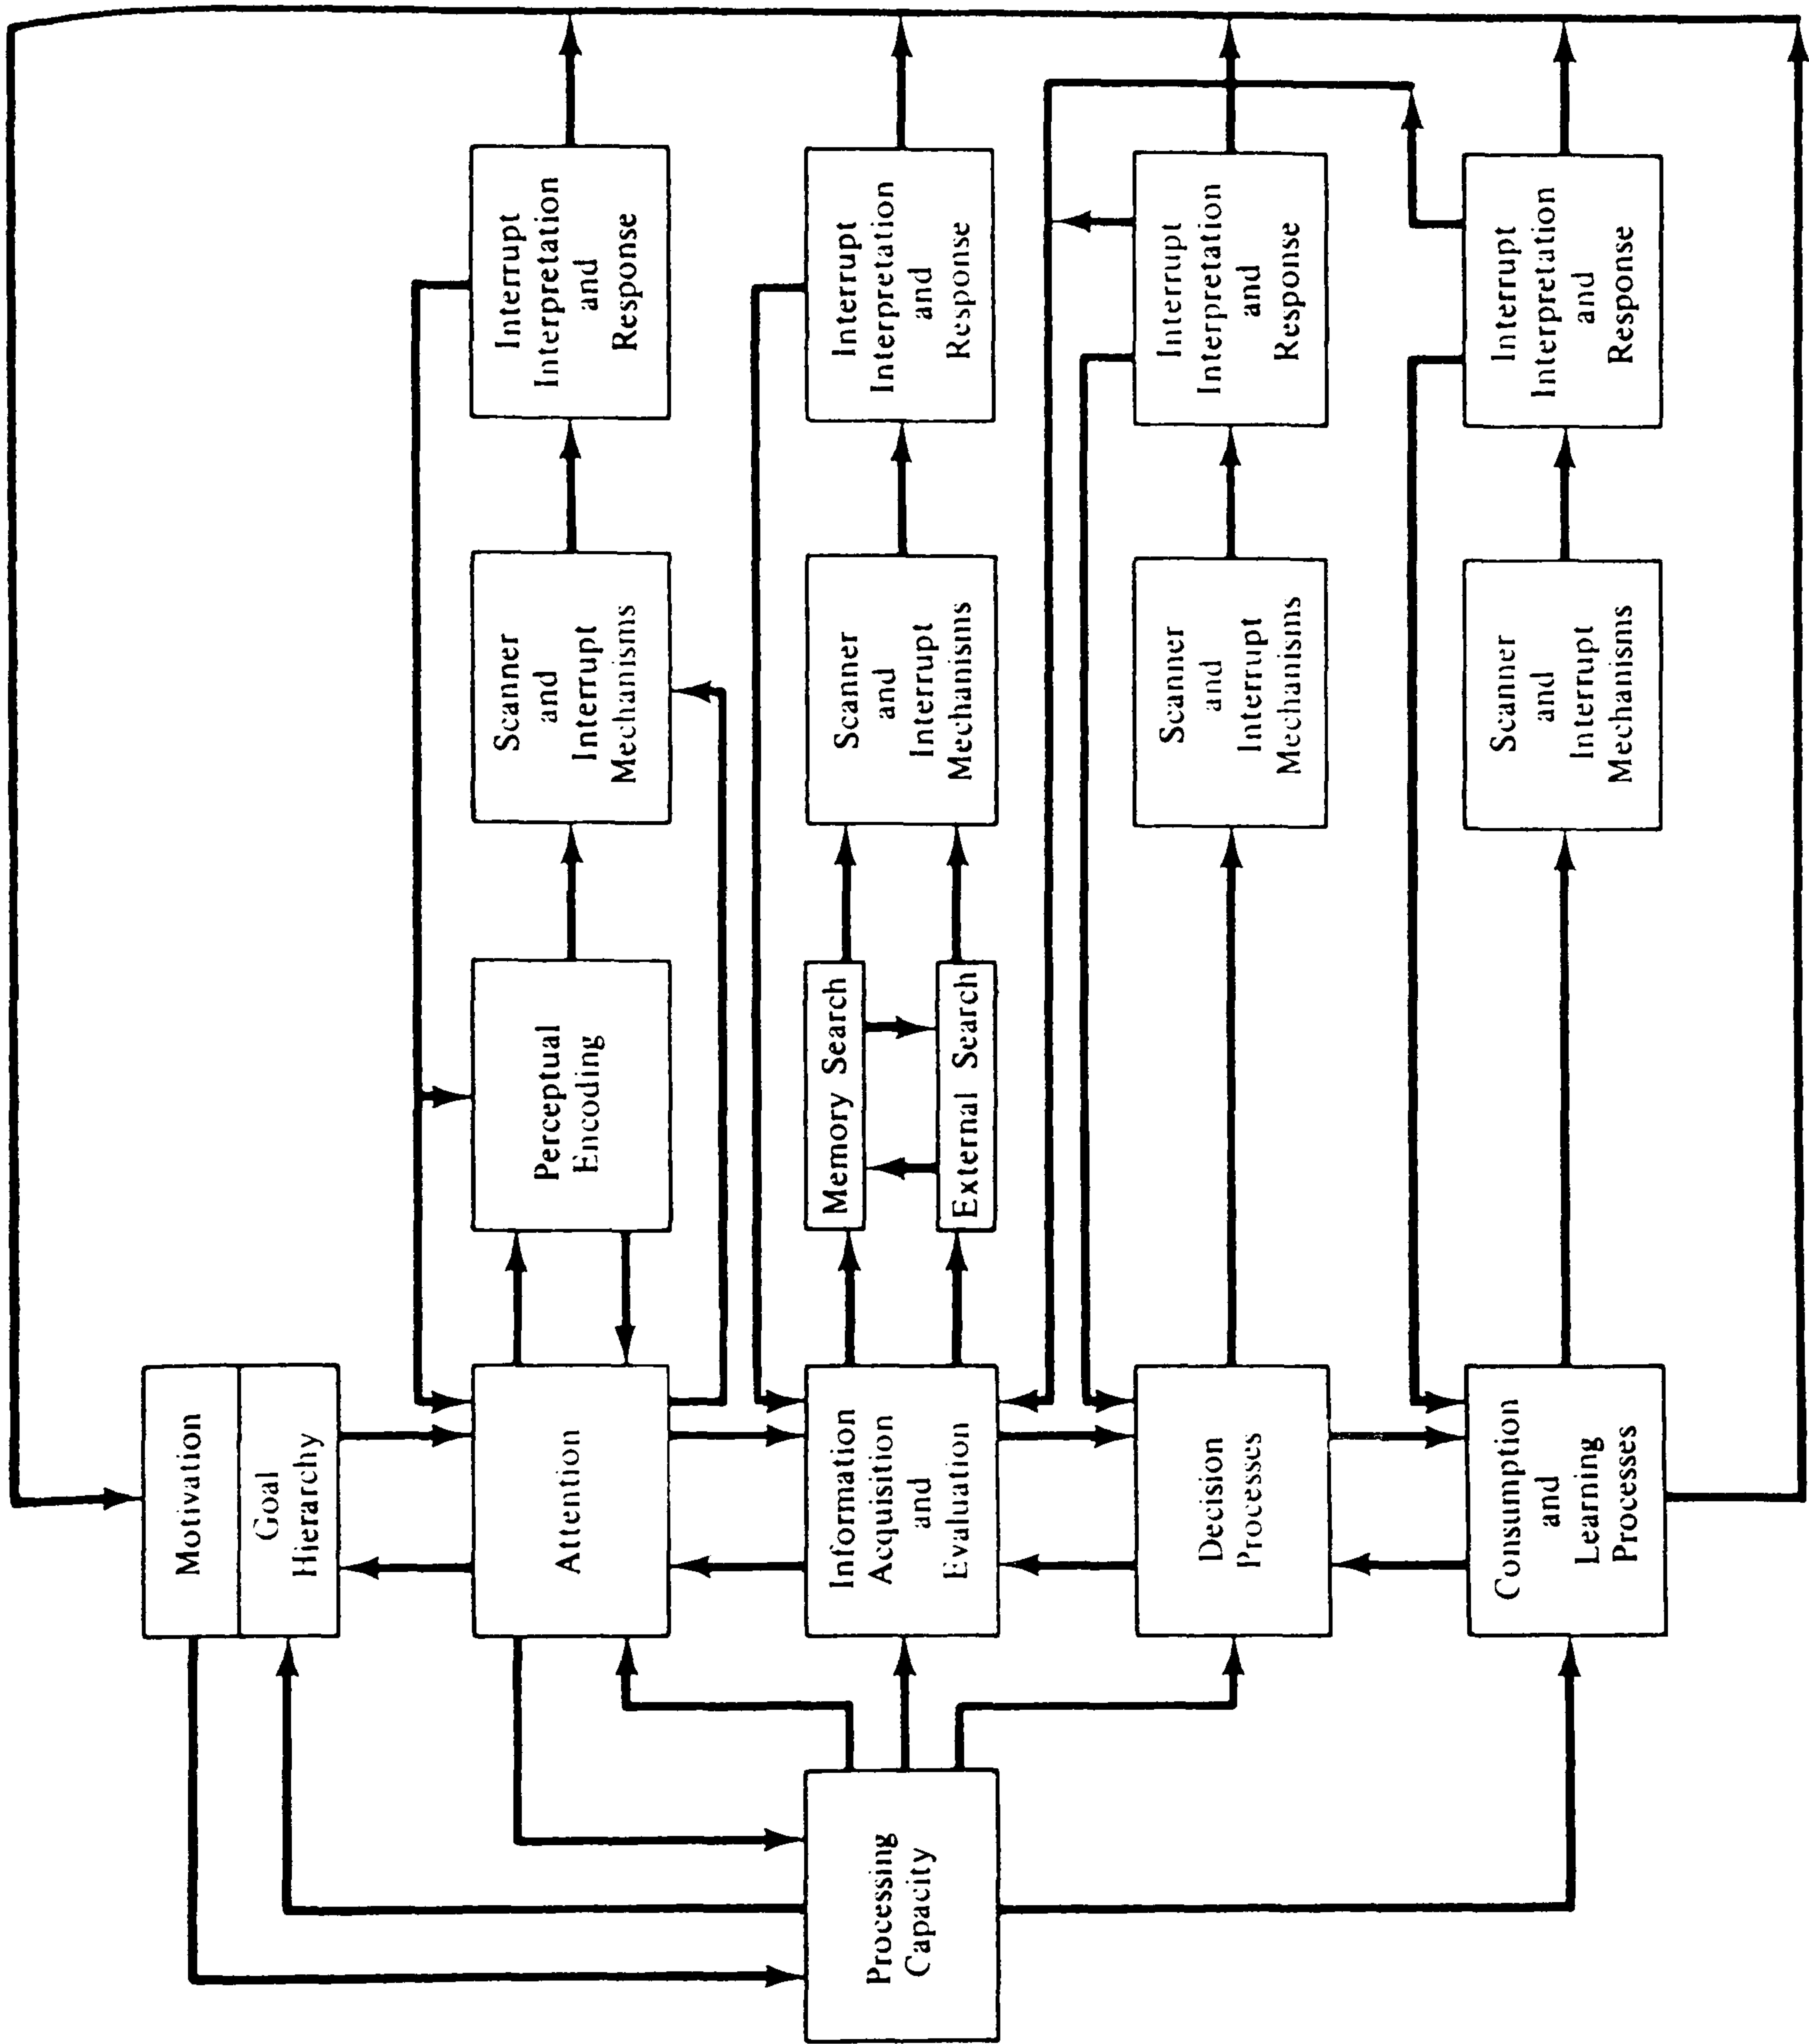 Motivation
Goal
Hierarchy
Processing
Capacity
Attention
Perceptual
Encoding
Scanner
and
Interrupt
Mechanisms
Interrupt
Interpretation
and
Response
Information
Acquisition
and
Evaluation
Memory Search
External Search
Scanner
and
Interrupt
Mechanisms
Interrupt
Interpretation
and
Response
Decision
Processes
Scanner
and
Interrupt
Mechanisms
Interrupt
Interpretation
and
Response
Consumption
and
Learning
Processes
Scanner
and
Interrupt
Mechanisms
Interrupt
Interpretation
and
Response